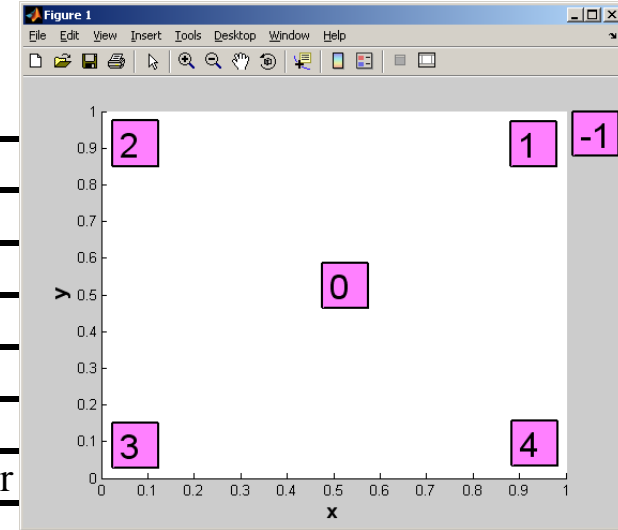 Figure 1
File Edit View Insert Tools Desktop Window Help
1
2 1 -1
0.9
0.8
0.7
0.6
0
y 0.5
0.4
0.3
0.2
0.1
3 4
r 0
0 0.1 0.2 0.3 0.4 0.5 0.6 0.7 0.8 0.9 1
x